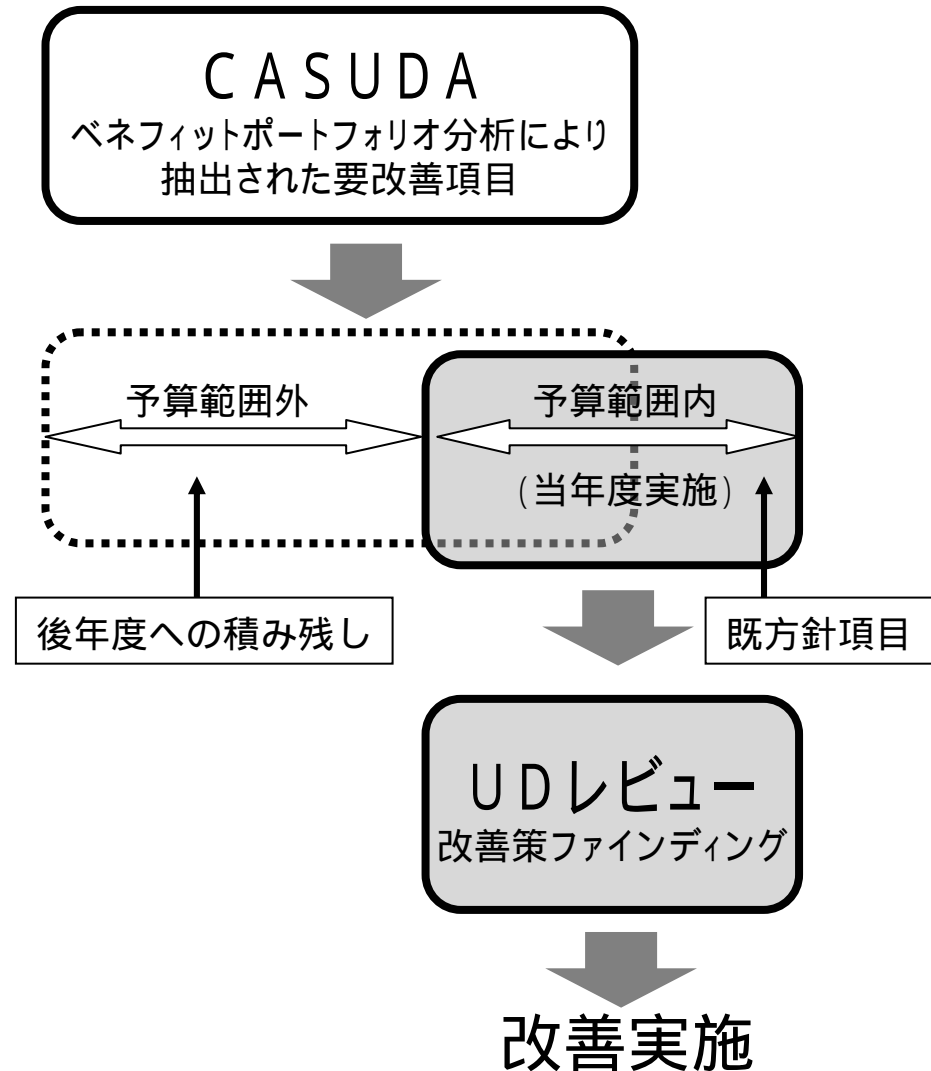 CASUDA
ベネフィットポートフォリオ分析により
抽出された要改善項目
予算範囲外
予算範囲内
(当年度実施)
後年度への積み残し
既方針項目
UDレビュー
改善策ファインディング
改善実施